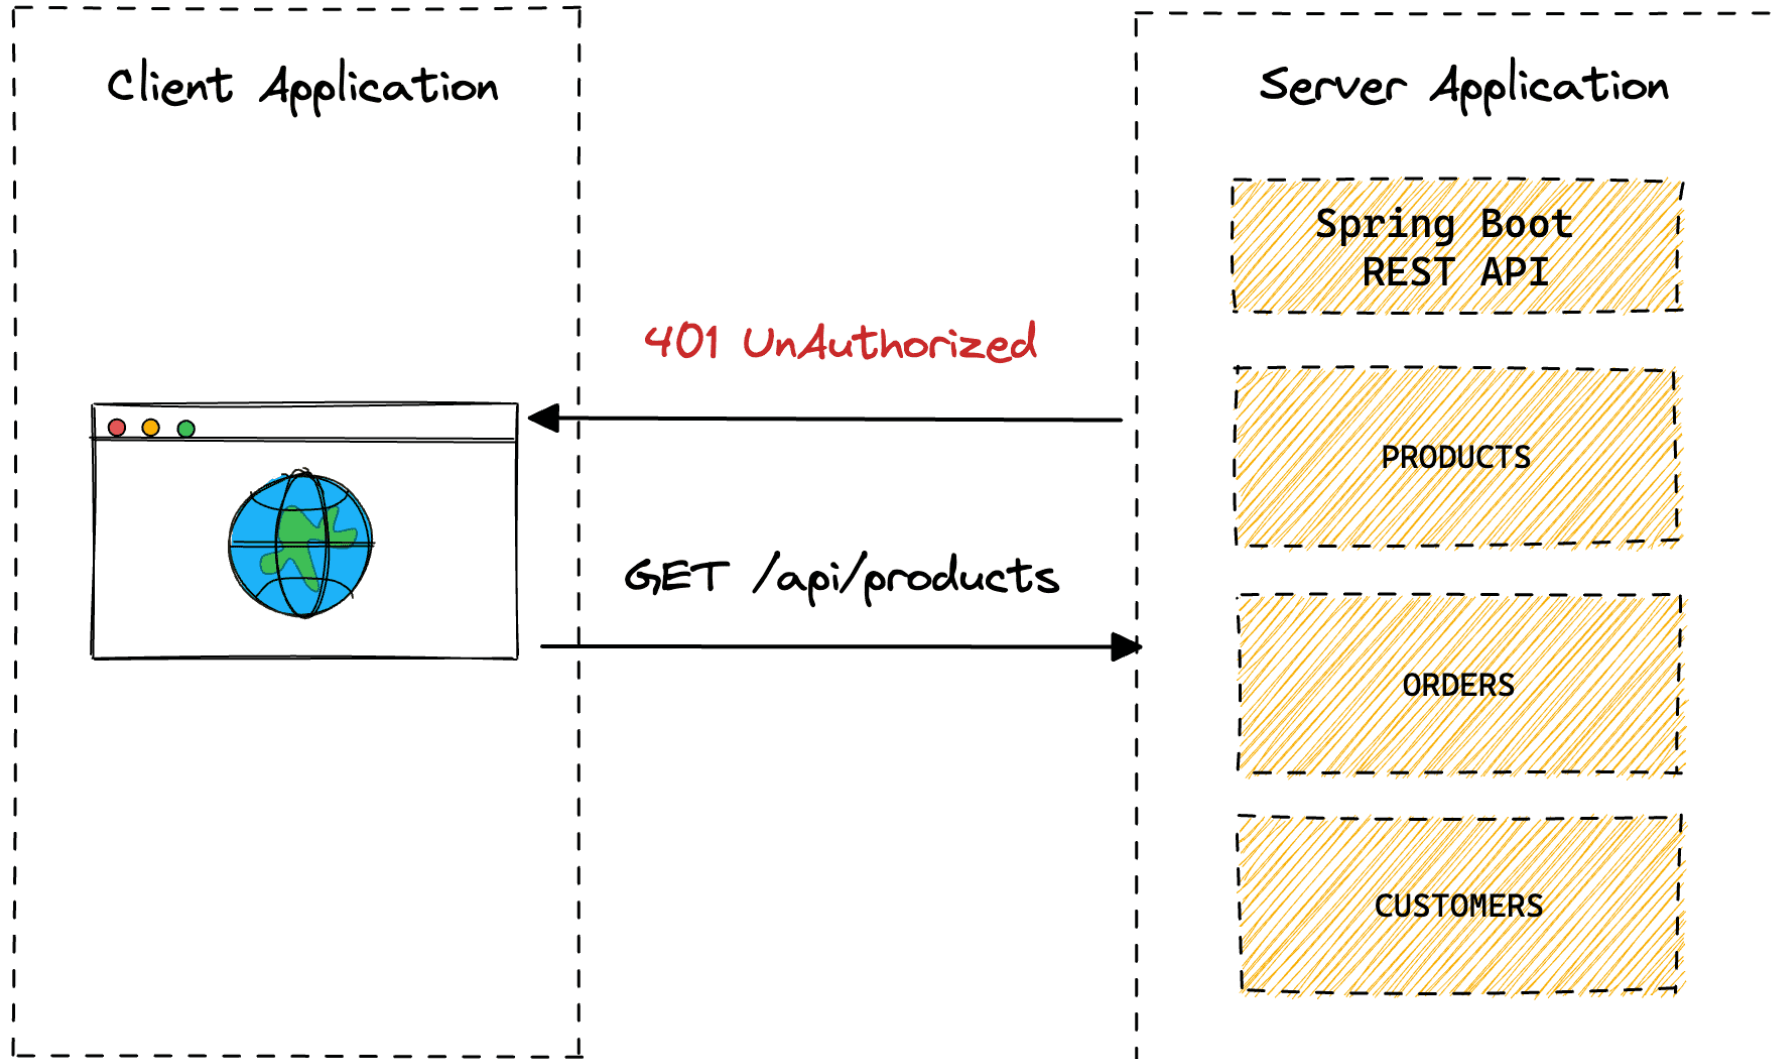 Client Application
Server Application
Spring Boot
REST API
401 UnAuthorized
PRODUCTS
GET /api/products
ORDERS
CUSTOMERS